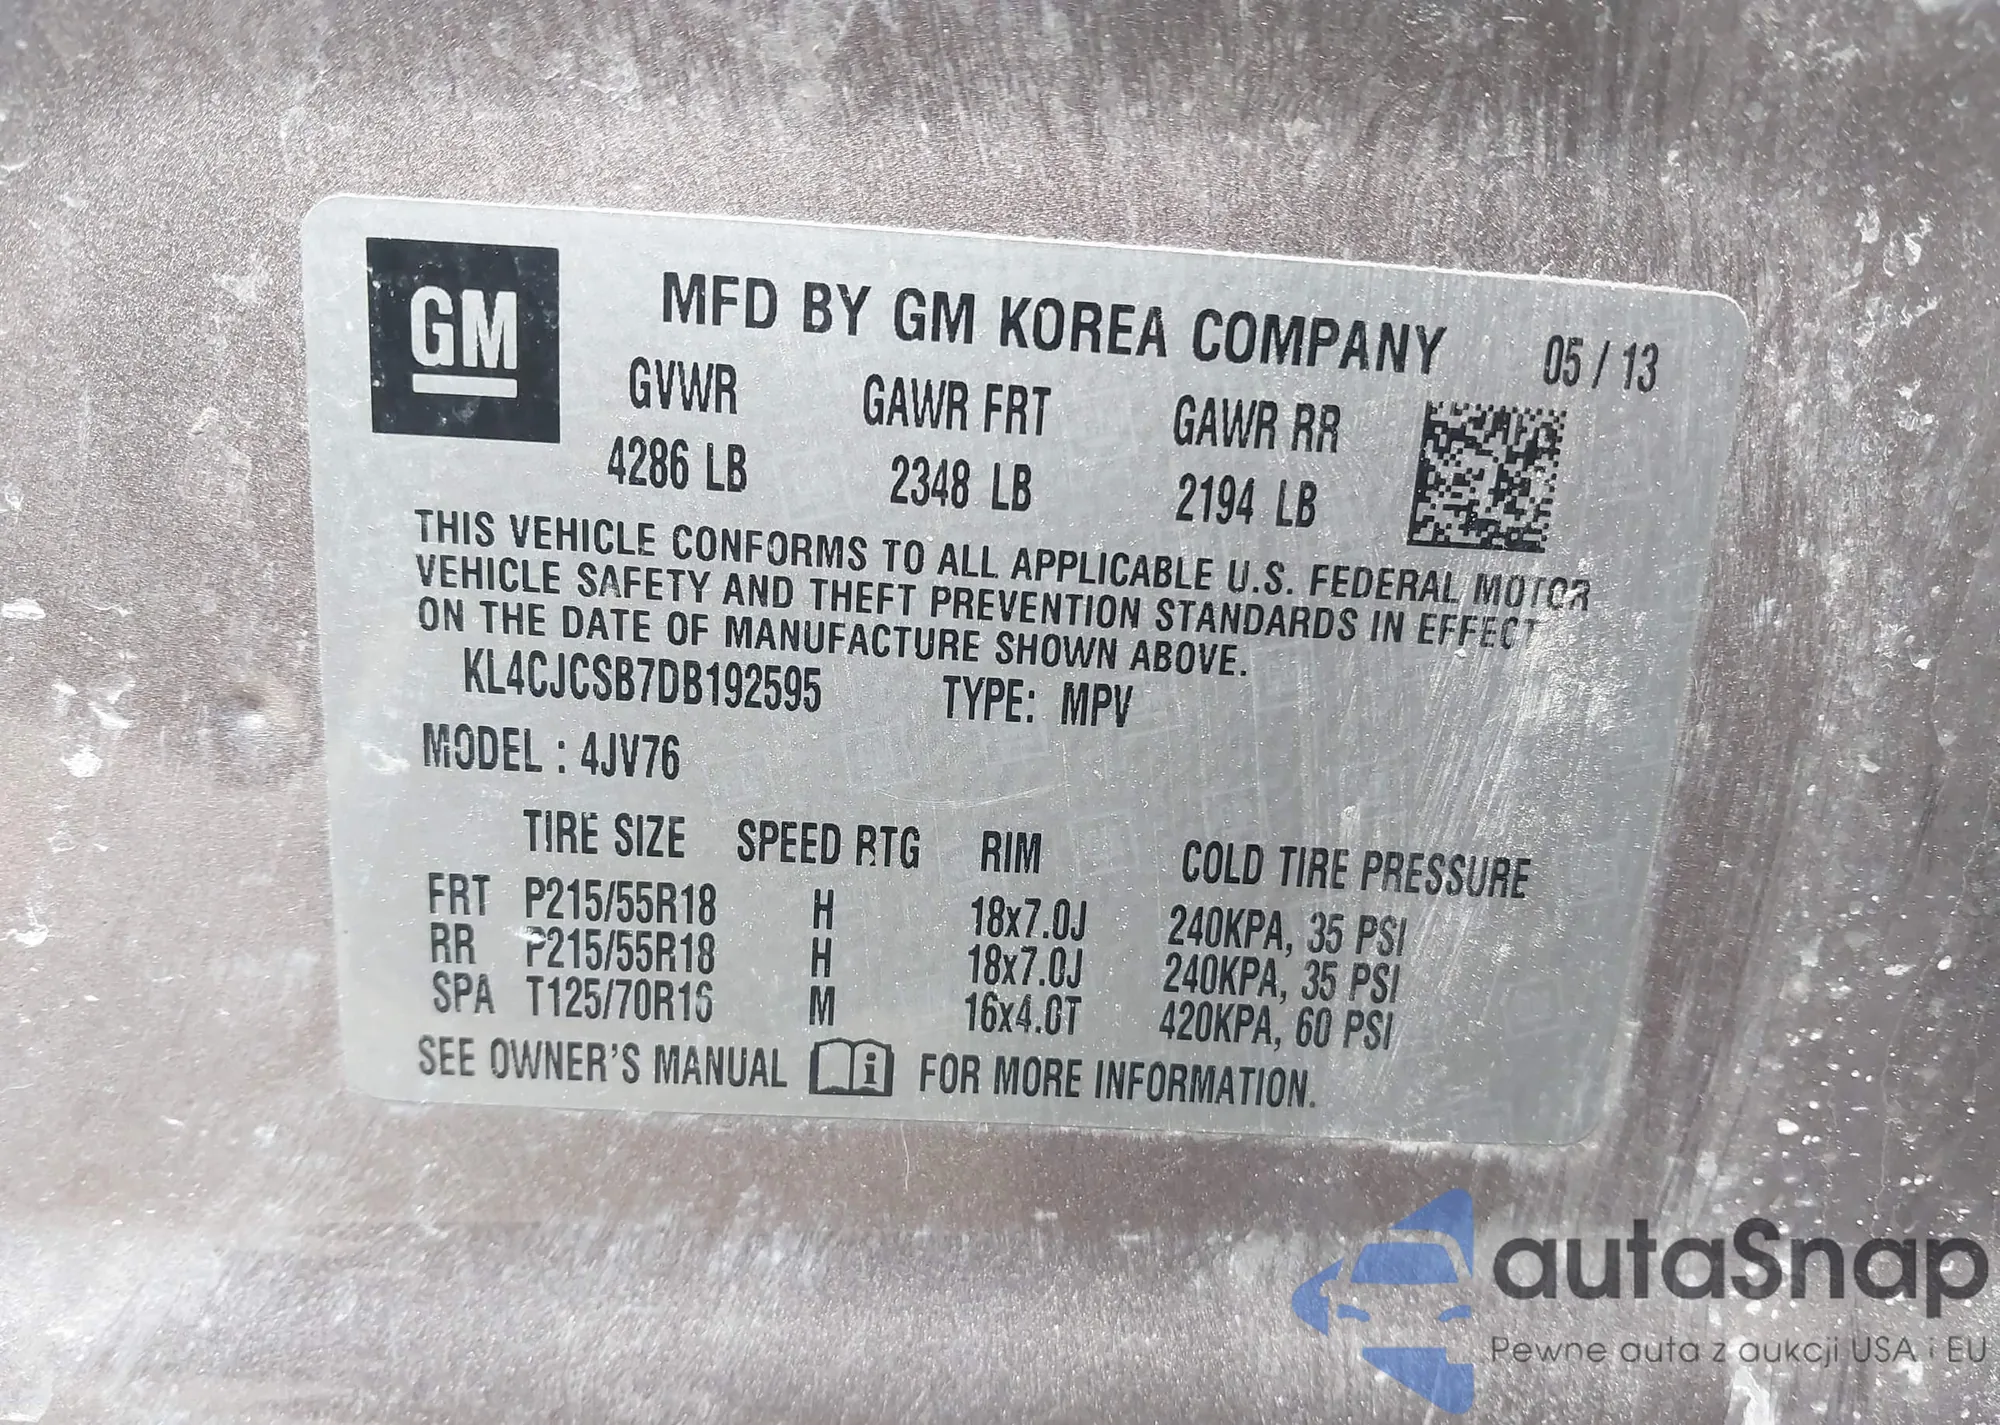 GM
MFD BY GM KOREA COMPANY 05 / 13
GVWR GAWR FRT GAWR RR
4286 LB 2348 LB 2194 LB
THIS VEHICLE CONFORMS TO ALL APPLICABLE U.S. FEDERAL MOTOR
VEHICLE SAFETY AND THEFT PREVENTION STANDARDS IN EFFECT
ON THE DATE OF MANUFACTURE SHOWN ABOVE.
KL4CJCSB7DB192595 TYPE: MPV
MODEL : 4JV76
TIRE SIZE SPEED RTG RIM COLD TIRE PRESSURE
FRT P215/55R18 H 18x7.0J 240KPA, 35 PSI
RR P215/55R18 H 18x7.0J 240KPA, 35 PSI
SPA T125/70R16 M 16x4.0T 420KPA, 60 PSI
SEE OWNER'S MANUAL i FOR MORE INFORMATION.
autaSnap
Pewne auta z aukcji USA i EU